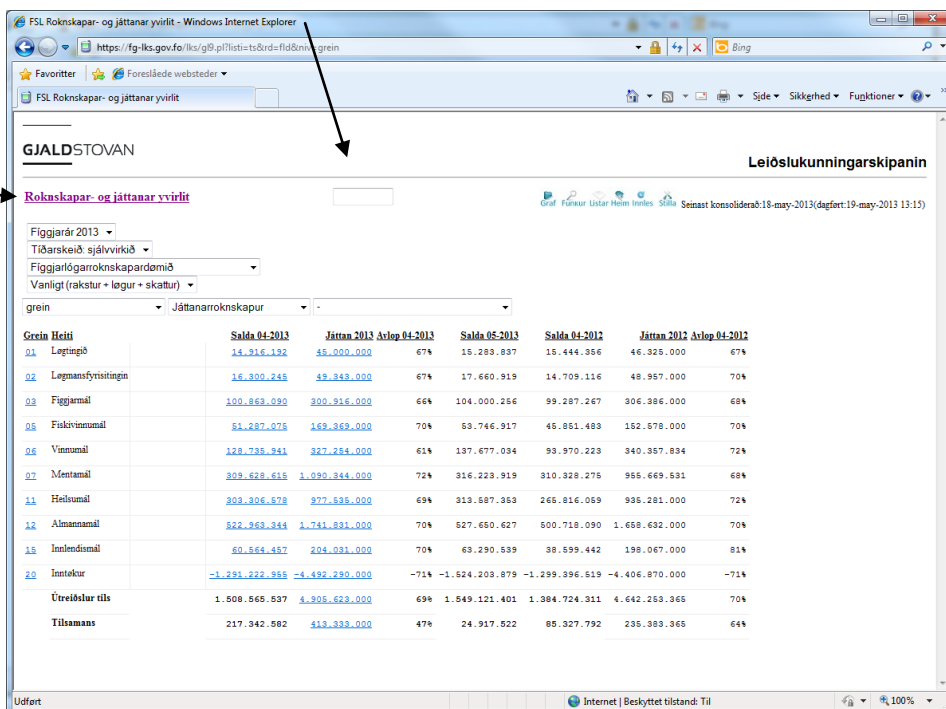 FSL Roknskapar- og játtanar yvirlit - Windows Internet Explorer
https://fg-lks.gov.fo/lks/gl9.pl?listi=ts&rd=fld&niv=grein
Bing
Favoritter Foreslåede websteder
FSL Roknskapar- og játtanar yvirlit
Side Sikkerhed Funktioner
GJALDSTOVAN
Leiðslukunningarskipanin
Roknskapar- og játtanar yvirlit
Graf Funkur Listar Heim Innles Stilla Seinast konsoliderað:18-may-2013(dagført:19-may-2013 13:15)
Fíggjarár 2013
Tíðarskeið: sjálvvirkið
Fíggjarlógarroknskapardømið
Vanligt (rakstur + løgur + skattur)
grein Játtanarroknskapur -
Grein Heiti Salda 04-2013 Játtan 2013 Avlop 04-2013 Salda 05-2013 Salda 04-2012 Játtan 2012 Avlop 04-2012
01 Løgtingið 14.916.192 45.000.000 67% 15.283.837 15.444.356 46.325.000 67%
02 Løgmansfyrisitingin 16.300.245 49.343.000 67% 17.660.919 14.709.116 48.957.000 70%
03 Figgjarmál 100.863.090 300.916.000 66% 104.000.256 99.287.267 306.386.000 68%
05 Fiskivinnumál 51.287.075 169.369.000 70% 53.746.917 45.851.483 152.578.000 70%
06 Vinnumál 128.735.941 327.254.000 61% 137.677.034 93.970.223 340.357.834 72%
07 Mentamál 309.628.615 1.090.344.000 72% 316.223.919 310.328.275 955.669.531 68%
11 Heilsumál 303.306.578 977.535.000 69% 313.587.353 265.816.059 935.281.000 72%
12 Almannamál 522.963.344 1.741.831.000 70% 527.650.627 500.718.090 1.658.632.000 70%
15 Innlendismál 60.564.457 204.031.000 70% 63.290.539 38.599.442 198.067.000 81%
20 Inntøkur -1.291.222.955 -4.492.290.000 -71% -1.524.203.879 -1.299.396.519 -4.406.870.000 -71%
Útreiðslur tils 1.508.565.537 4.905.623.000 69% 1.549.121.401 1.384.724.311 4.642.253.365 70%
Tilsamans 217.342.582 413.333.000 47% 24.917.522 85.327.792 235.383.365 64%
Udført Internet | Beskyttet tilstand: Til 100%